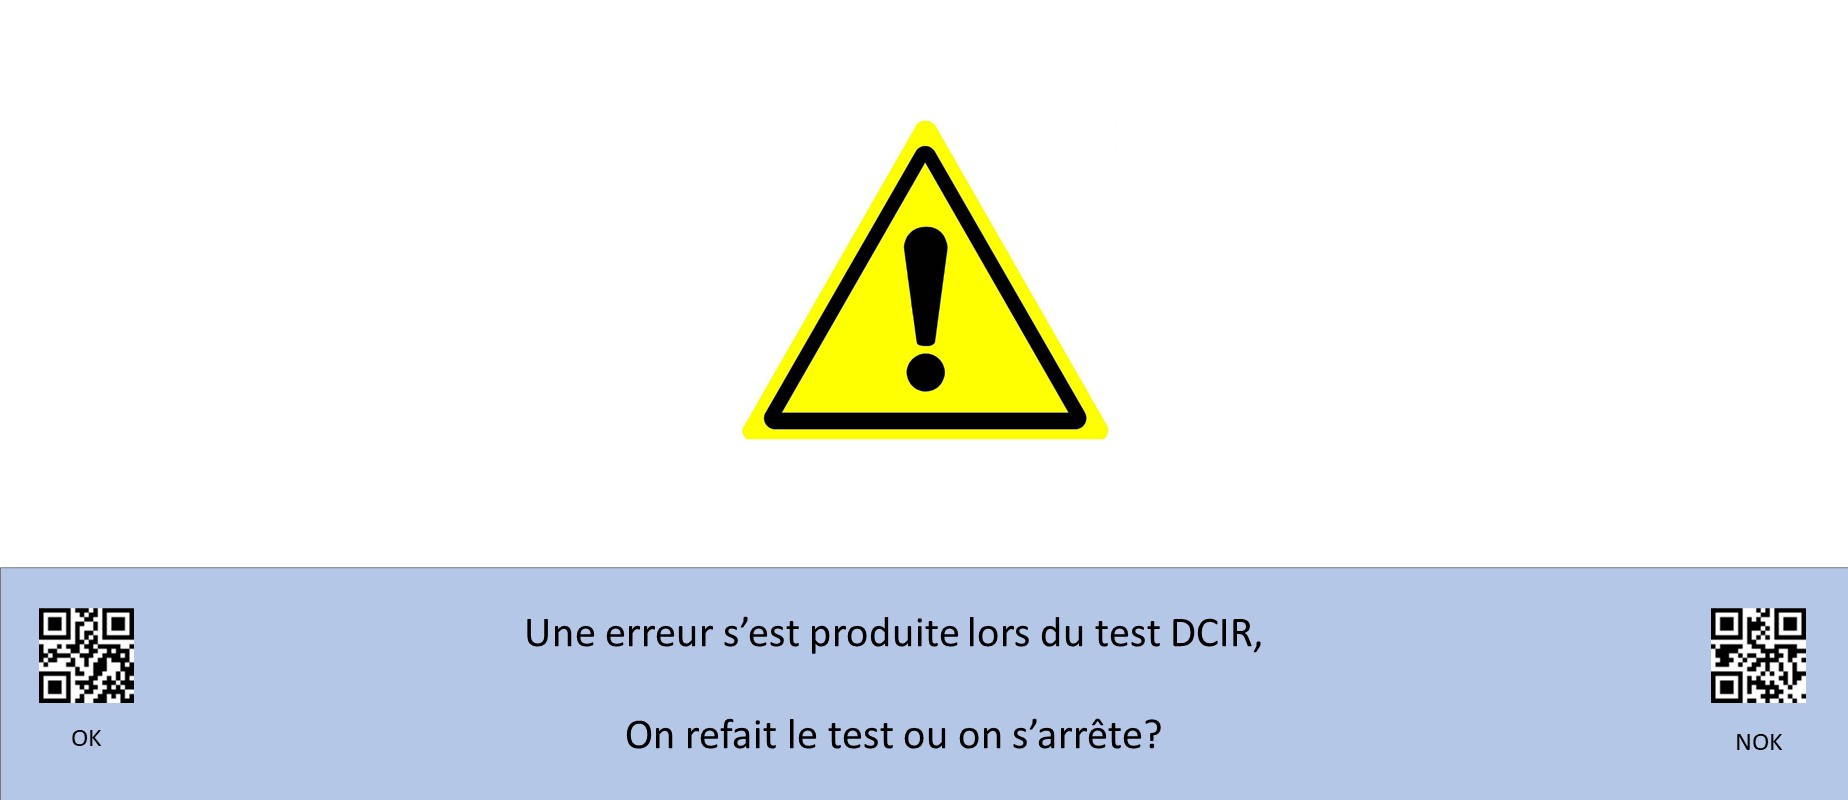 Une erreur s’est produite lors du test DCIR,
On refait le test ou on s’arrête?
OK
NOK